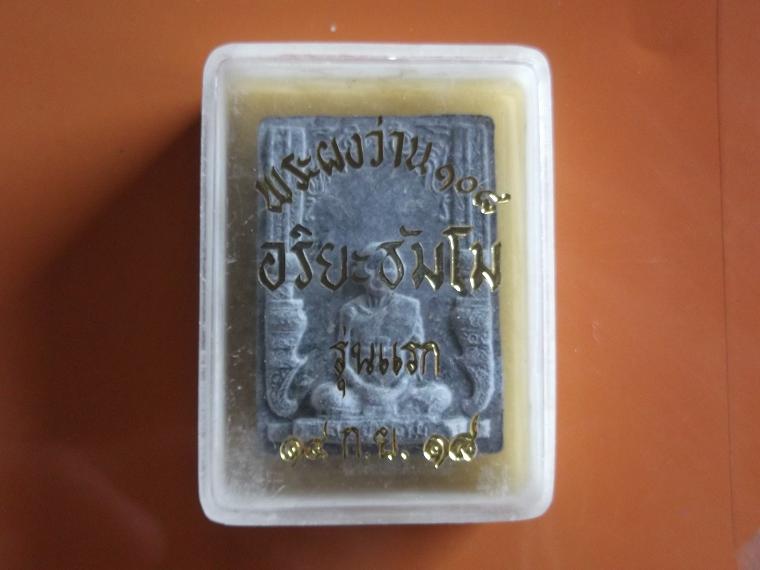 พระผงว่าน ๑๐๘
อริยะธัมโม
รุ่นแรก
๑๔ ก.ย. ๑๘